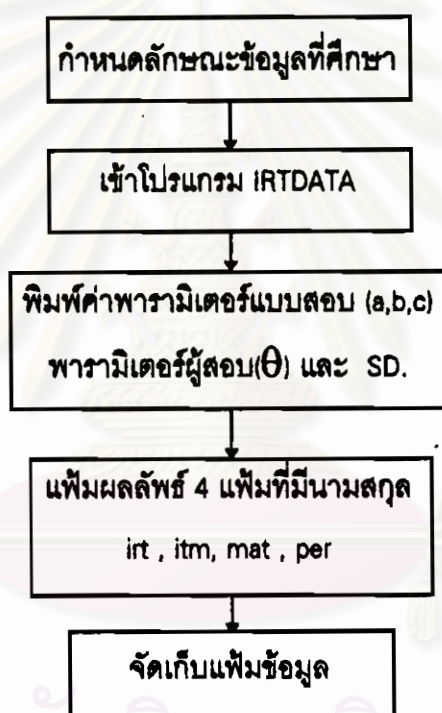 กำหนดลักษณะข้อมูลที่ศึกษา
เข้าโปรแกรม IRTDATA
พิมพ์ค่าพารามิเตอร์แบบสอบ (a,b,c)
พารามิเตอร์ผู้สอบ(θ) และ SD.
แฟ้มผลลัพธ์ 4 แฟ้มที่มีนามสกุล
irt , itm, mat , per
จัดเก็บแฟ้มข้อมูล